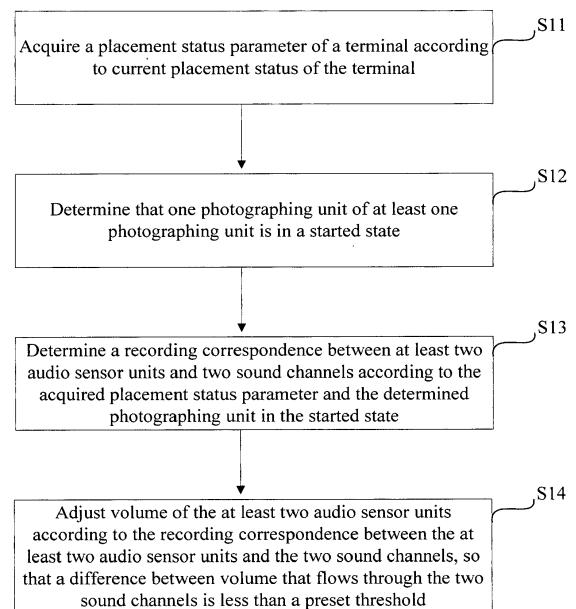 S11
Acquire a placement status parameter of a terminal according
to current placement status of the terminal
S12
Determine that one photographing unit of at least one
photographing unit is in a started state
S13
Determine a recording correspondence between at least two
audio sensor units and two sound channels according to the
acquired placement status parameter and the determined
photographing unit in the started state
S14
Adjust volume of the at least two audio sensor units
according to the recording correspondence between the at
least two audio sensor units and the two sound channels, so
that a difference between volume that flows through the two
sound channels is less than a preset threshold